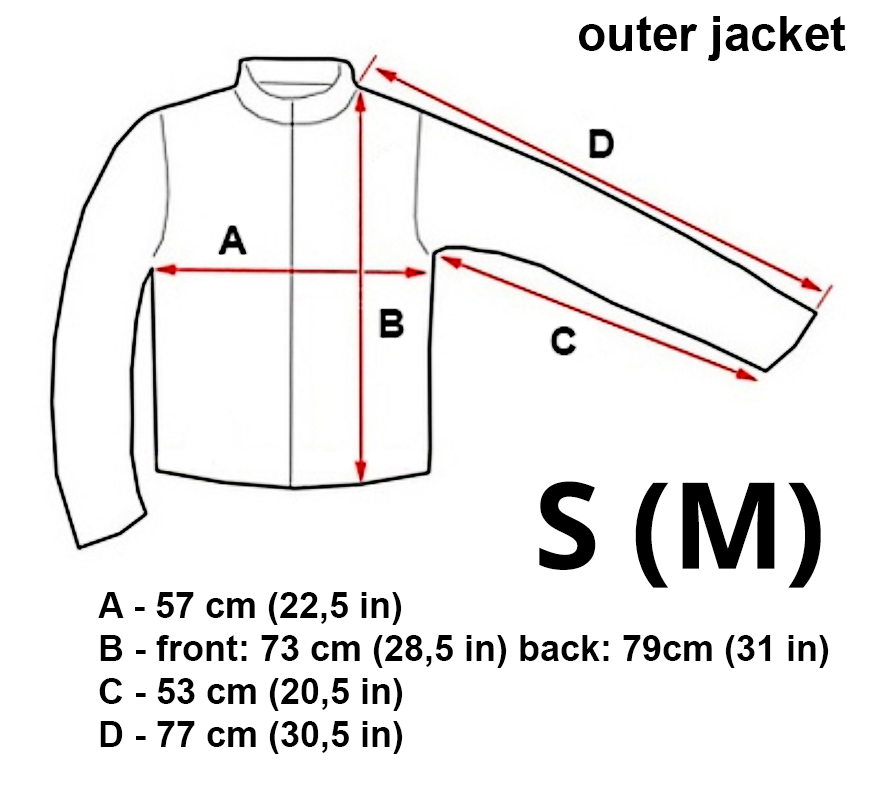 outer jacket
D
A
B
C
S (M)
A - 57 cm (22,5 in)
B - front: 73 cm (28,5 in) back: 79cm (31 in)
C - 53 cm (20,5 in)
D - 77 cm (30,5 in)